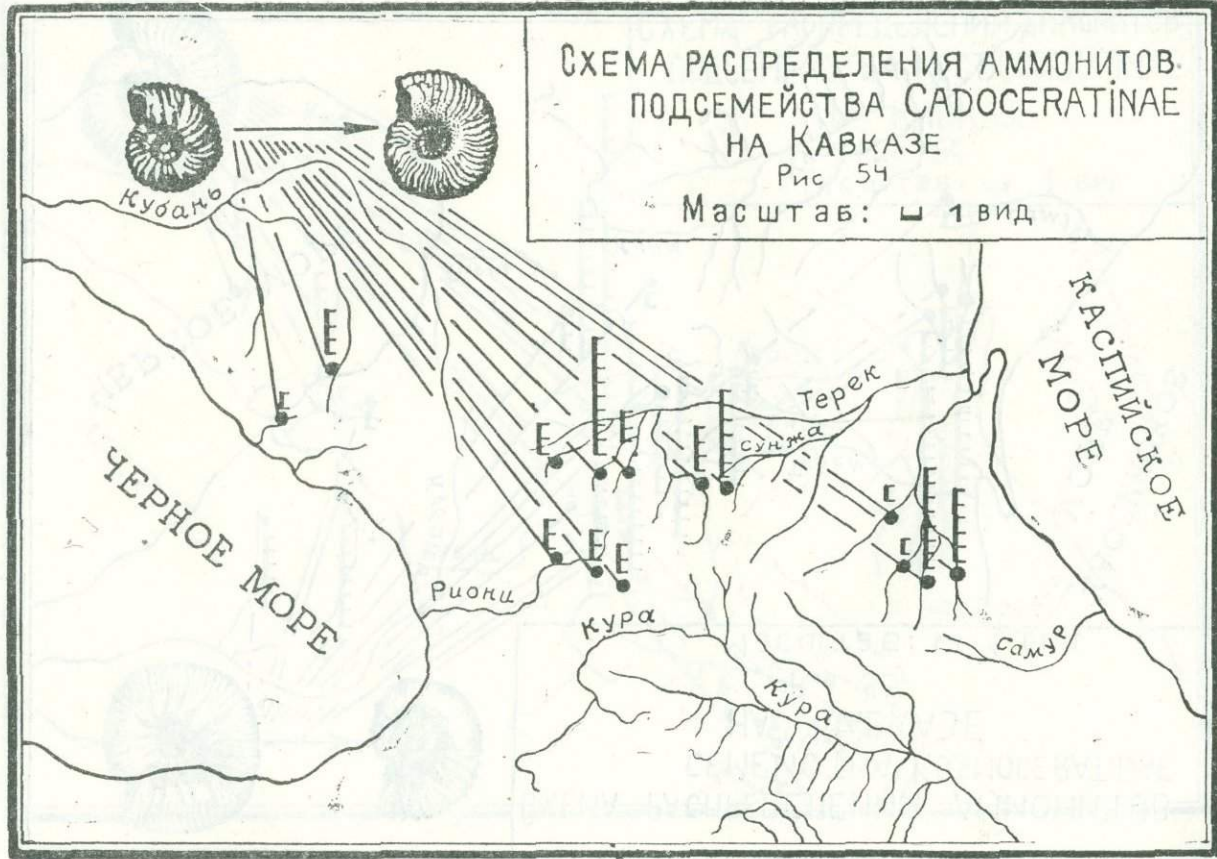 Схема распределения аммонитов
подсемейства Cadoceratinae
на Кавказе
Рис 54
Масштаб: 1 вид
Кубань
КАСПИЙСКОЕ
МОРЕ
Терек
Сунжа
ЧЕРНОЕ МОРЕ
Риони
Кура
Самур
Кура